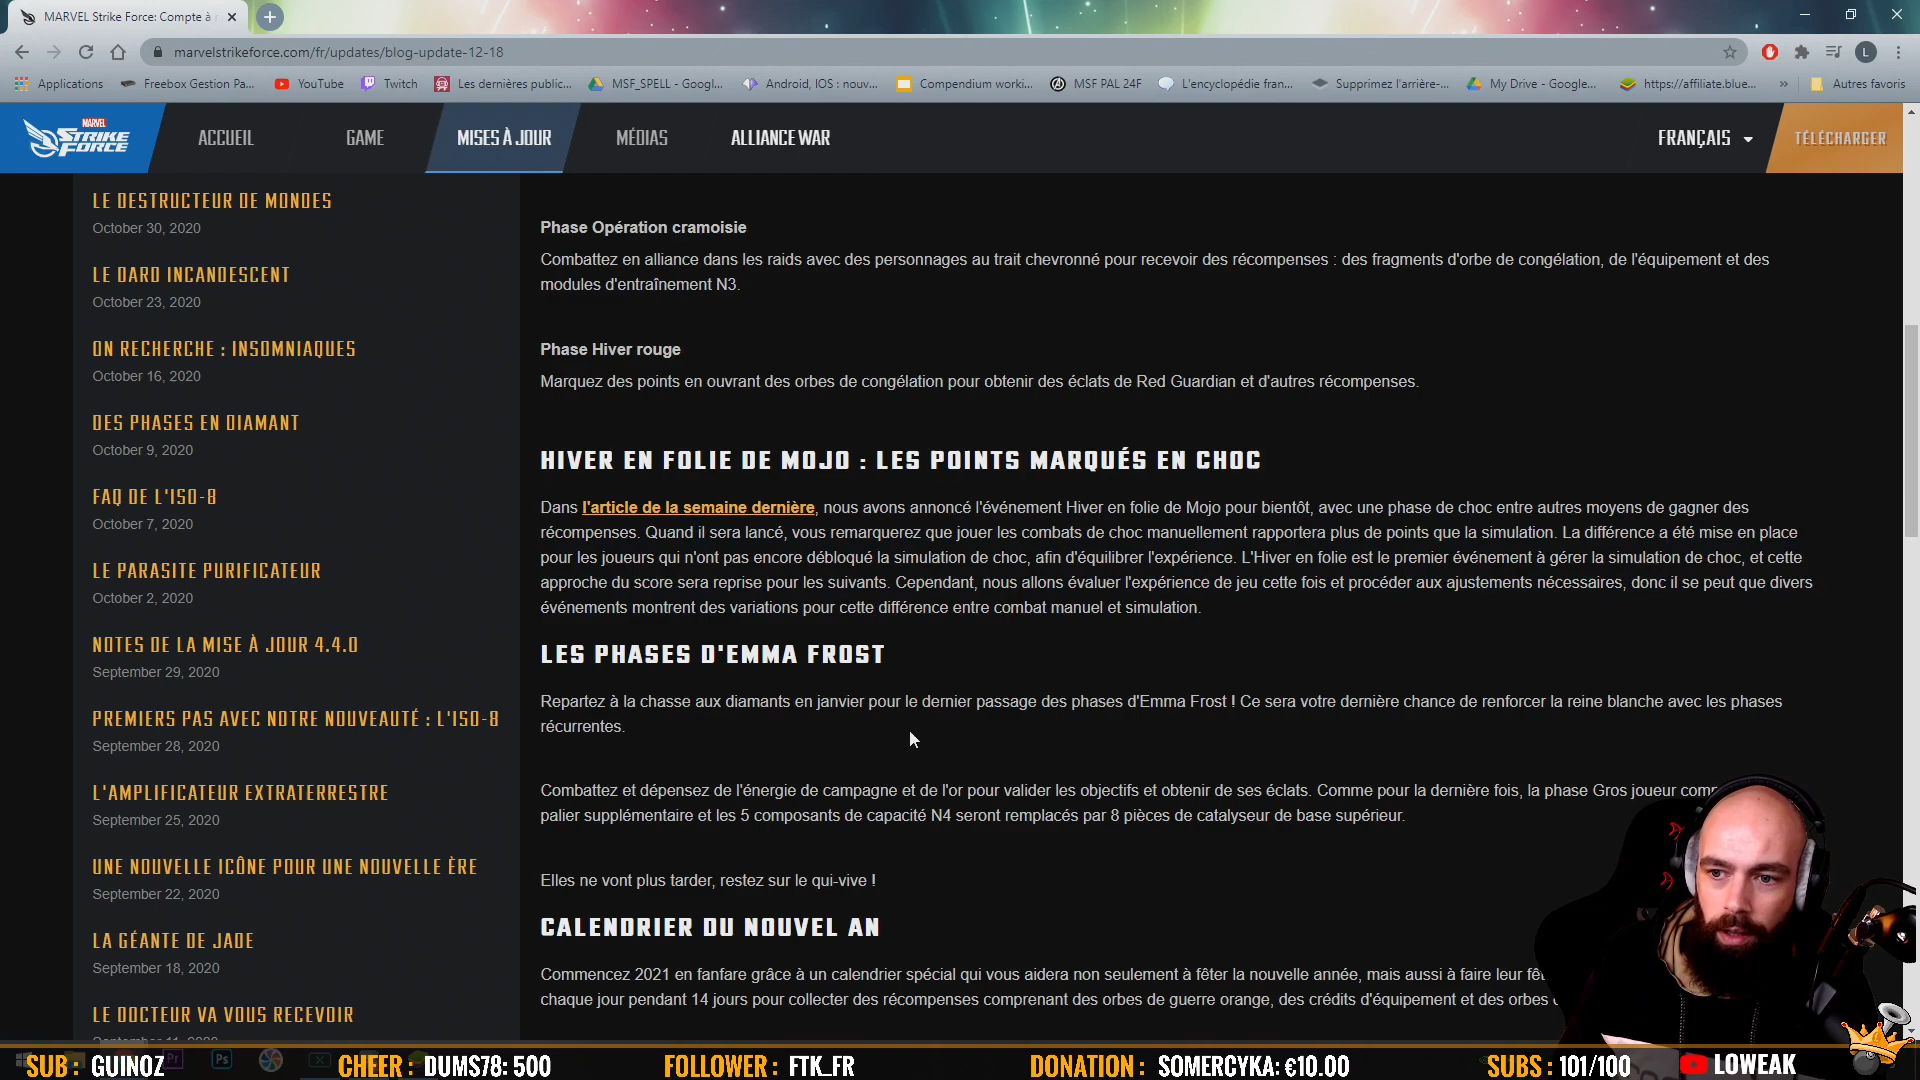 MARVEL Strike Force: Compte à
marvelstrikeforce.com/fr/updates/blog-update-12-18
L
Applications
Freebox Gestion Pa...
YouTube
Twitch
Les dernières public...
MSF_SPELL - Googl...
Android, IOS : nouv...
Compendium worki...
MSF PAL 24F
L'encyclopédie fran...
Supprimez l'arrière-...
My Drive - Google...
https://affiliate.blue...
»
Autres favoris
MARVEL
STRIKE
FORCE
ACCUEIL
GAME
MISES À JOUR
MÉDIAS
ALLIANCE WAR
FRANÇAIS
TÉLÉCHARGER
LE DESTRUCTEUR DE MONDES
October 30, 2020
LE DARD INCANDESCENT
October 23, 2020
ON RECHERCHE : INSOMNIAQUES
October 16, 2020
DES PHASES EN DIAMANT
October 9, 2020
FAQ DE L'ISO-8
October 7, 2020
LE PARASITE PURIFICATEUR
October 2, 2020
NOTES DE LA MISE À JOUR 4.4.0
September 29, 2020
PREMIERS PAS AVEC NOTRE NOUVEAUTÉ : L'ISO-8
September 28, 2020
L'AMPLIFICATEUR EXTRATERRESTRE
September 25, 2020
UNE NOUVELLE ICÔNE POUR UNE NOUVELLE ÈRE
September 22, 2020
LA GÉANTE DE JADE
September 18, 2020
LE DOCTEUR VA VOUS RECEVOIR
September 11, 2020
Phase Opération cramoisie
Combattez en alliance dans les raids avec des personnages au trait chevronné pour recevoir des récompenses : des fragments d'orbe de congélation, de l'équipement et des
modules d'entraînement N3.
Phase Hiver rouge
Marquez des points en ouvrant des orbes de congélation pour obtenir des éclats de Red Guardian et d'autres récompenses.
HIVER EN FOLIE DE MOJO : LES POINTS MARQUÉS EN CHOC
Dans l'article de la semaine dernière, nous avons annoncé l'événement Hiver en folie de Mojo pour bientôt, avec une phase de choc entre autres moyens de gagner des
récompenses. Quand il sera lancé, vous remarquerez que jouer les combats de choc manuellement rapportera plus de points que la simulation. La différence a été mise en place
pour les joueurs qui n'ont pas encore débloqué la simulation de choc, afin d'équilibrer l'expérience. L'Hiver en folie est le premier événement à gérer la simulation de choc, et cette
approche du score sera reprise pour les suivants. Cependant, nous allons évaluer l'expérience de jeu cette fois et procéder aux ajustements nécessaires, donc il se peut que divers
événements montrent des variations pour cette différence entre combat manuel et simulation.
LES PHASES D'EMMA FROST
Repartez à la chasse aux diamants en janvier pour le dernier passage des phases d'Emma Frost ! Ce sera votre dernière chance de renforcer la reine blanche avec les phases
récurrentes.
Combattez et dépensez de l'énergie de campagne et de l'or pour valider les objectifs et obtenir de ses éclats. Comme pour la dernière fois, la phase Gros joueur
palier supplémentaire et les 5 composants de capacité N4 seront remplacés par 8 pièces de catalyseur de base supérieur.
Elles ne vont plus tarder, restez sur le qui-vive !
CALENDRIER DU NOUVEL AN
Commencez 2021 en fanfare grâce à un calendrier spécial qui vous aidera non seulement à fêter la nouvelle année, mais aussi à faire leur
chaque jour pendant 14 jours pour collecter des récompenses comprenant des orbes de guerre orange, des crédits d'équipement et des orbes
Pr
Ps
SUB : GUINOZ
CHEER : DUMS78: 500
FOLLOWER : FTK_FR
DONATION : SOMERCYKA: €10.00
SUBS : 101/100
LOWEAK